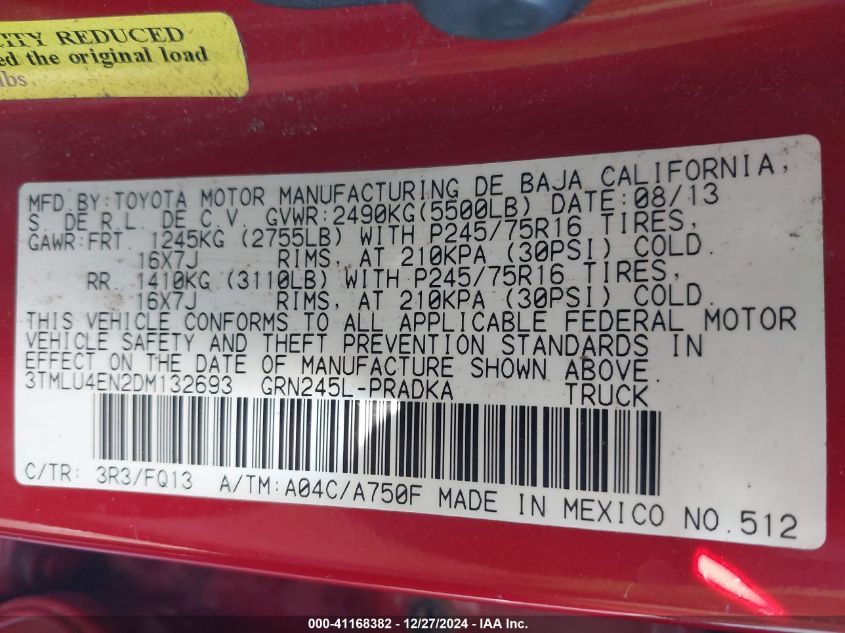 CITY REDUCED
ed the original load
lbs.
MFD BY:TOYOTA MOTOR MANUFACTURING DE BAJA CALIFORNIA,
S. DE R.L. DE C.V. GVWR:2490KG(5500LB) DATE:08/13
GAWR:FRT. 1245KG (2755LB) WITH P245/75R16 TIRES,
16X7J RIMS, AT 210KPA (30PSI) COLD.
RR. 1410KG (3110LB) WITH P245/75R16 TIRES,
16X7J RIMS, AT 210KPA (30PSI) COLD.
THIS VEHICLE CONFORMS TO ALL APPLICABLE FEDERAL MOTOR
VEHICLE SAFETY AND THEFT PREVENTION STANDARDS IN
EFFECT ON THE DATE OF MANUFACTURE SHOWN ABOVE.
3TMLU4EN2DM132693 GRN245L-PRADKA TRUCK
C/TR: 3R3/FQ13 A/TM:A04C/A750F MADE IN MEXICO NO.512
000-41168382 - 12/27/2024 - IAA Inc.